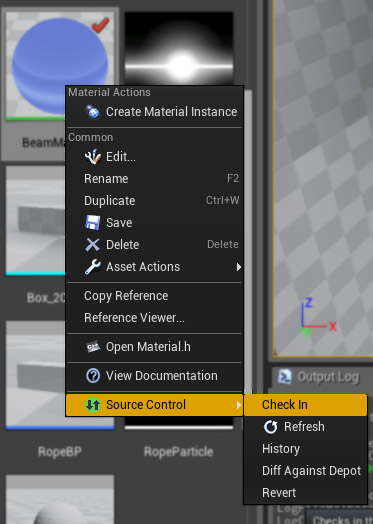 Material Actions
Create Material Instance
Common
BeamMa
Edit...
Rename F2
Duplicate Ctrl+W
Save
Delete Delete
Asset Actions
Box_20
Copy Reference
Reference Viewer...
Open Material.h
View Documentation
Source Control
Check In
Refresh
History
Diff Against Depot
Revert
RopeBP
RopeParticle
Z
X
Output Log
Checks in th